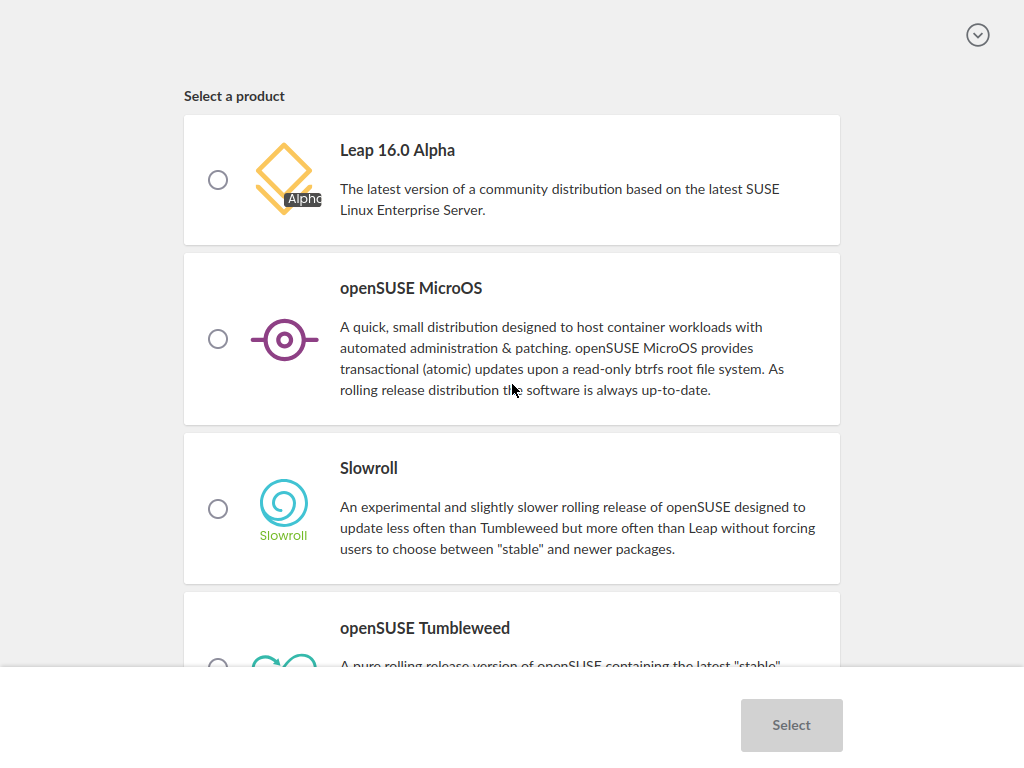 Select a product
Leap 16.0 Alpha
The latest version of a community distribution based on the latest SUSE
Linux Enterprise Server.
openSUSE MicroOS
A quick, small distribution designed to host container workloads with
automated administration & patching. openSUSE MicroOS provides
transactional (atomic) updates upon a read-only btrfs root file system. As
rolling release distribution the software is always up-to-date.
Slowroll
An experimental and slightly slower rolling release of openSUSE designed to
update less often than Tumbleweed but more often than Leap without forcing
users to choose between "stable" and newer packages.
Slowroll
openSUSE Tumbleweed
A pure rolling release version of openSUSE containing the latest "stable"
Select